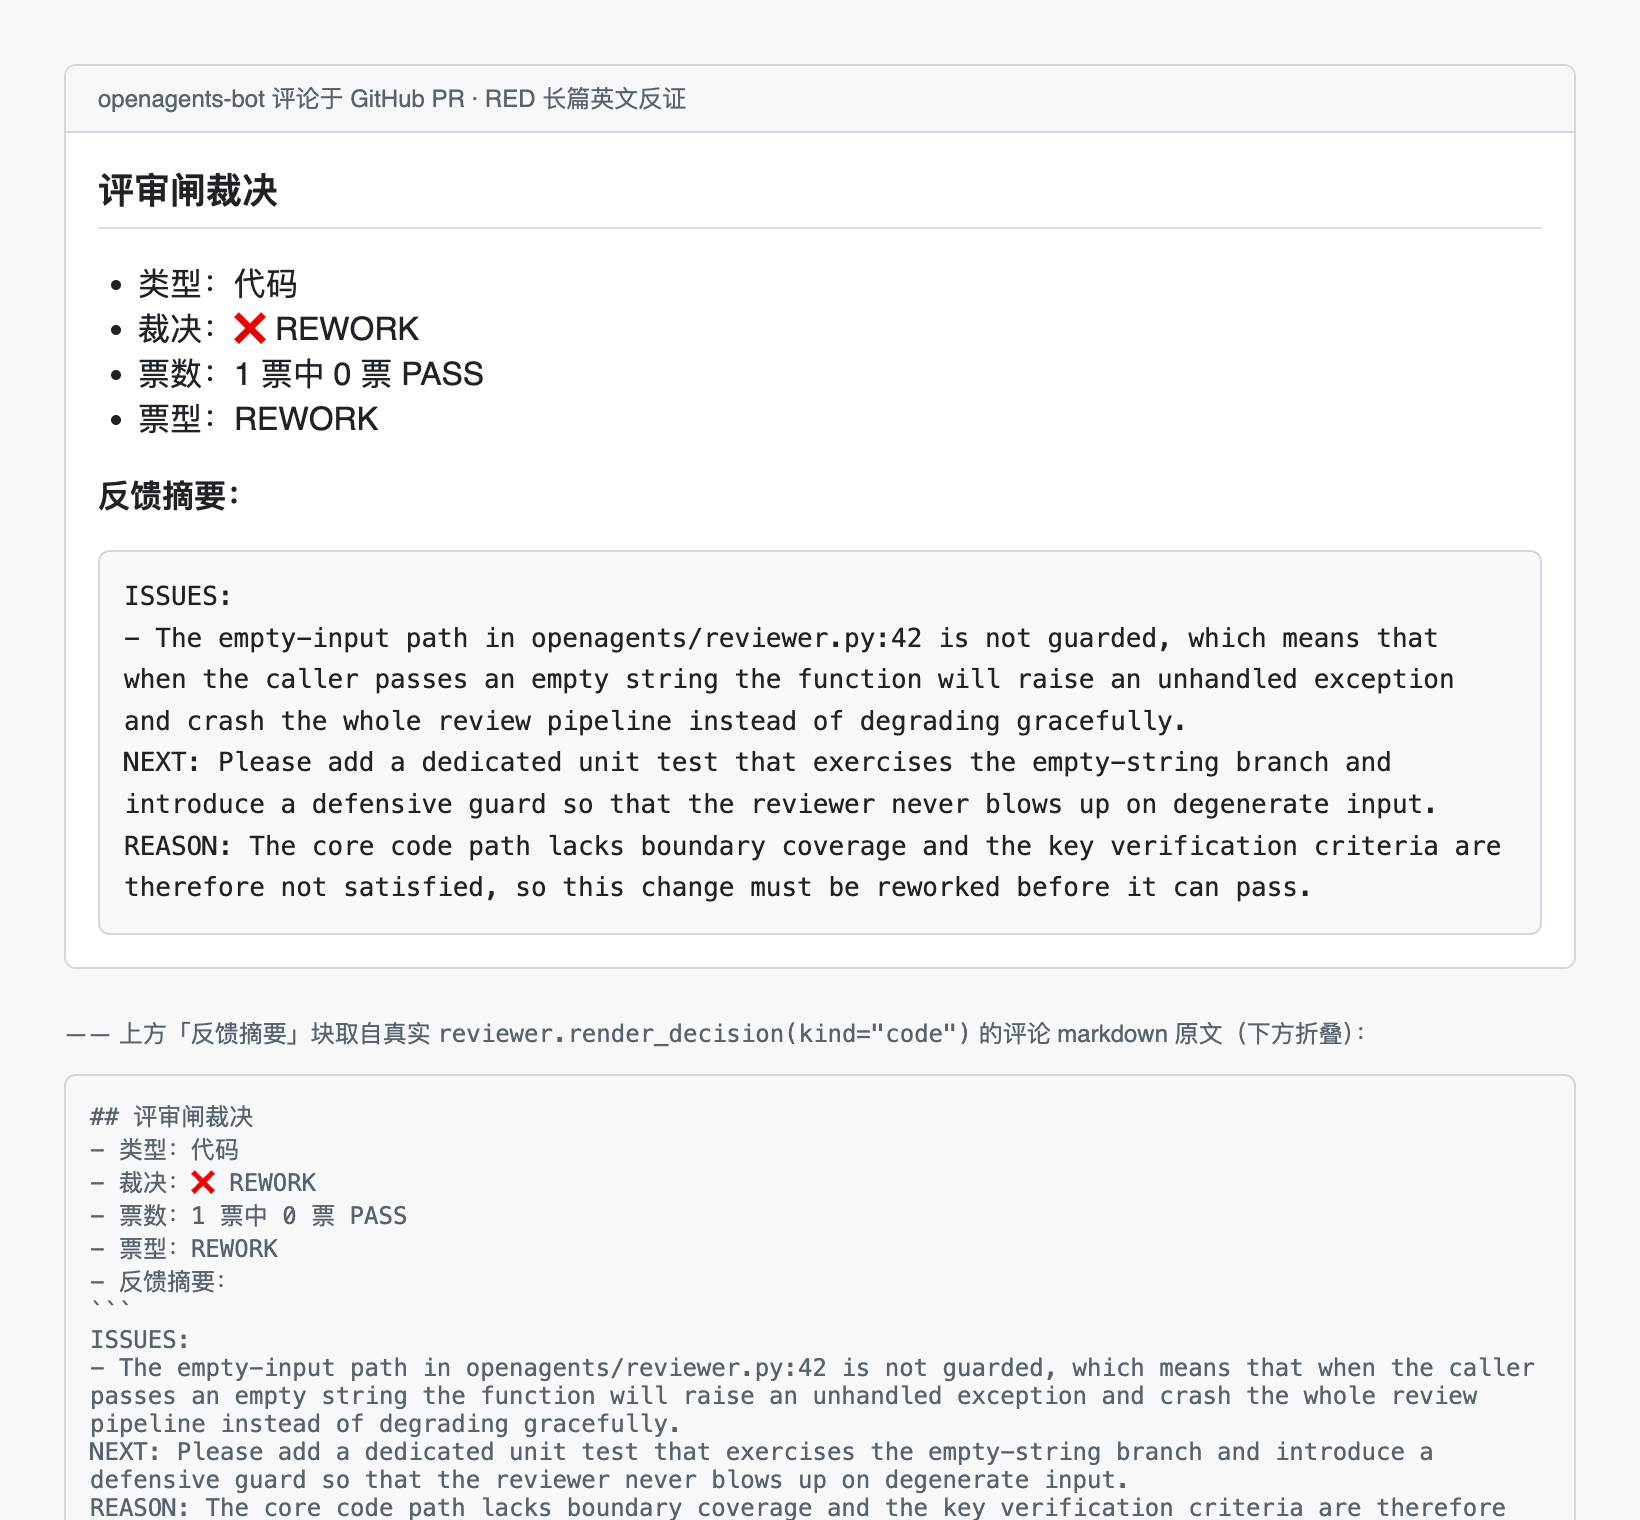 openagents-bot 评论于 GitHub PR · RED 长篇英文反证
评审闸裁决
• 类型：代码
• 裁决：❌ REWORK
• 票数：1 票中 0 票 PASS
• 票型：REWORK
反馈摘要：
ISSUES:
- The empty-input path in openagents/reviewer.py:42 is not guarded, which means that
when the caller passes an empty string the function will raise an unhandled exception
and crash the whole review pipeline instead of degrading gracefully.
NEXT: Please add a dedicated unit test that exercises the empty-string branch and
introduce a defensive guard so that the reviewer never blows up on degenerate input.
REASON: The core code path lacks boundary coverage and the key verification criteria are
therefore not satisfied, so this change must be reworked before it can pass.
—— 上方「反馈摘要」块取自真实 reviewer.render_decision(kind="code") 的评论 markdown 原文（下方折叠）：
## 评审闸裁决
- 类型：代码
- 裁决：❌ REWORK
- 票数：1 票中 0 票 PASS
- 票型：REWORK
- 反馈摘要：
```
ISSUES:
- The empty-input path in openagents/reviewer.py:42 is not guarded, which means that when the caller
passes an empty string the function will raise an unhandled exception and crash the whole review
pipeline instead of degrading gracefully.
NEXT: Please add a dedicated unit test that exercises the empty-string branch and introduce a
defensive guard so that the reviewer never blows up on degenerate input.
REASON: The core code path lacks boundary coverage and the key verification criteria are therefore